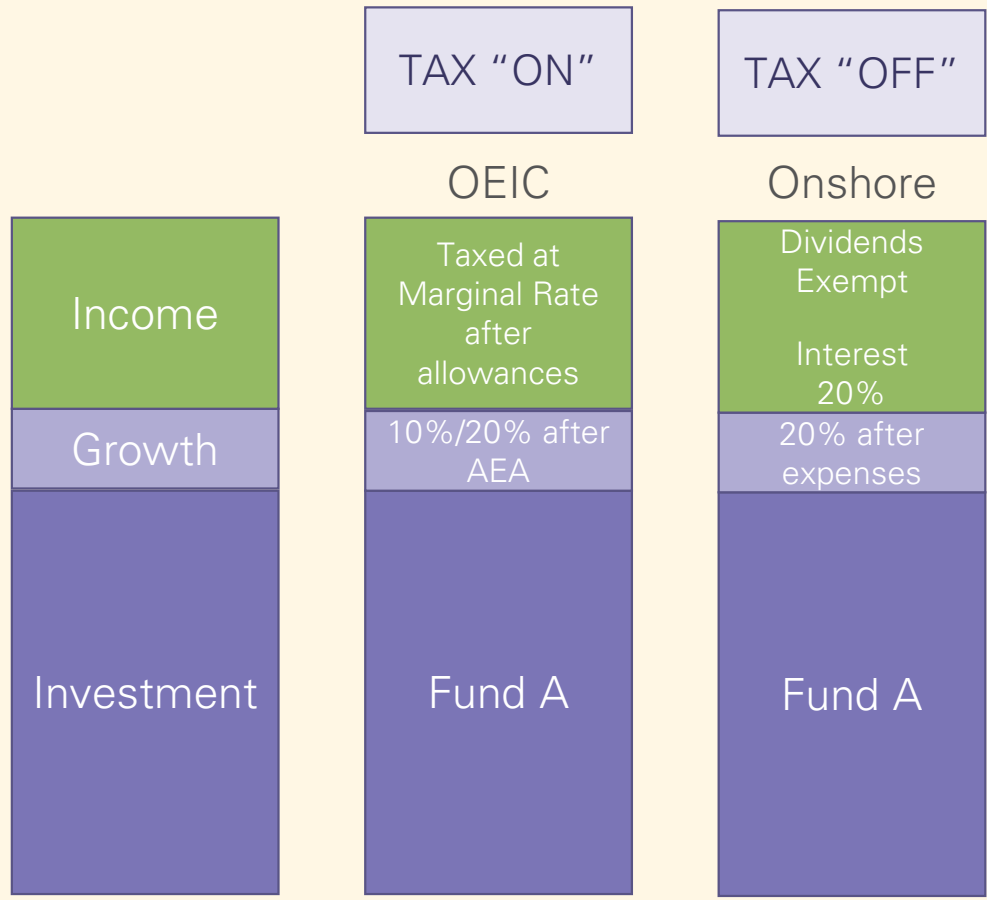 TAX “ON”
TAX “OFF”
OEIC
Onshore
Income
Taxed at
Marginal Rate
after
allowances
Dividends
Exempt
Interest
20%
Growth
10%/20% after
AEA
20% after
expenses
Investment
Fund A
Fund A